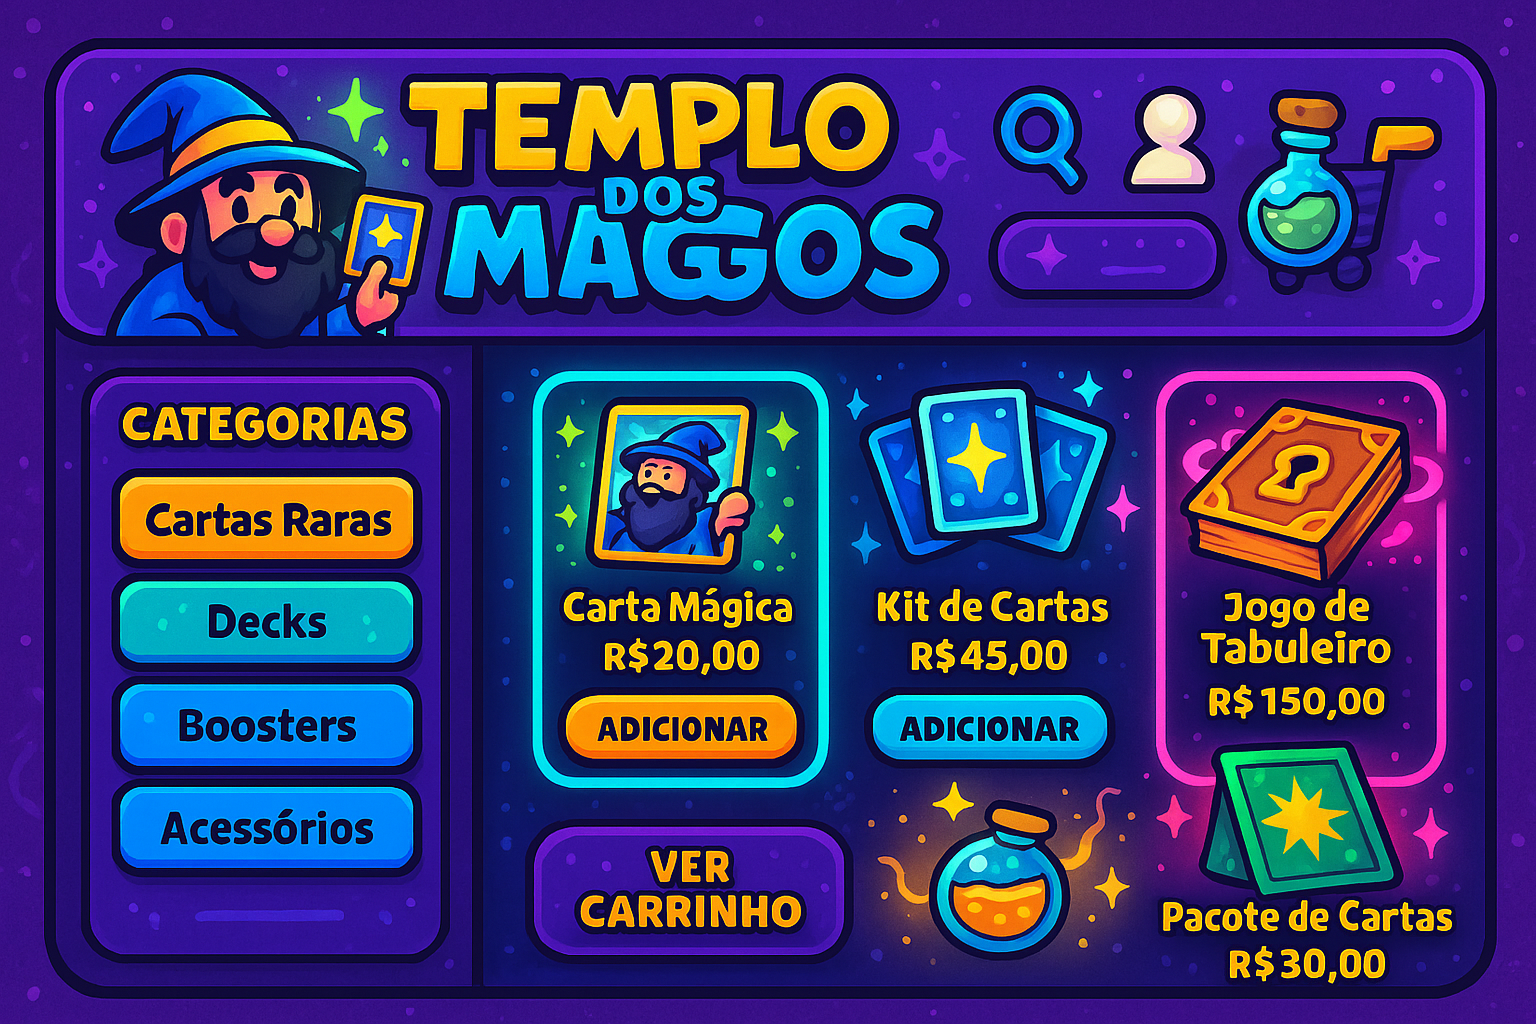 TEMPLO
DOS
MAGGOS
CATEGORIAS
Cartas Raras
Decks
Boosters
Acessórios
Carta Mágica
R$20,00
ADICIONAR
Kit de Cartas
R$45,00
ADICIONAR
Jogo de
Tabuleiro
R$ 150,00
VER
CARRINHO
Pacote de Cartas
R$30,00